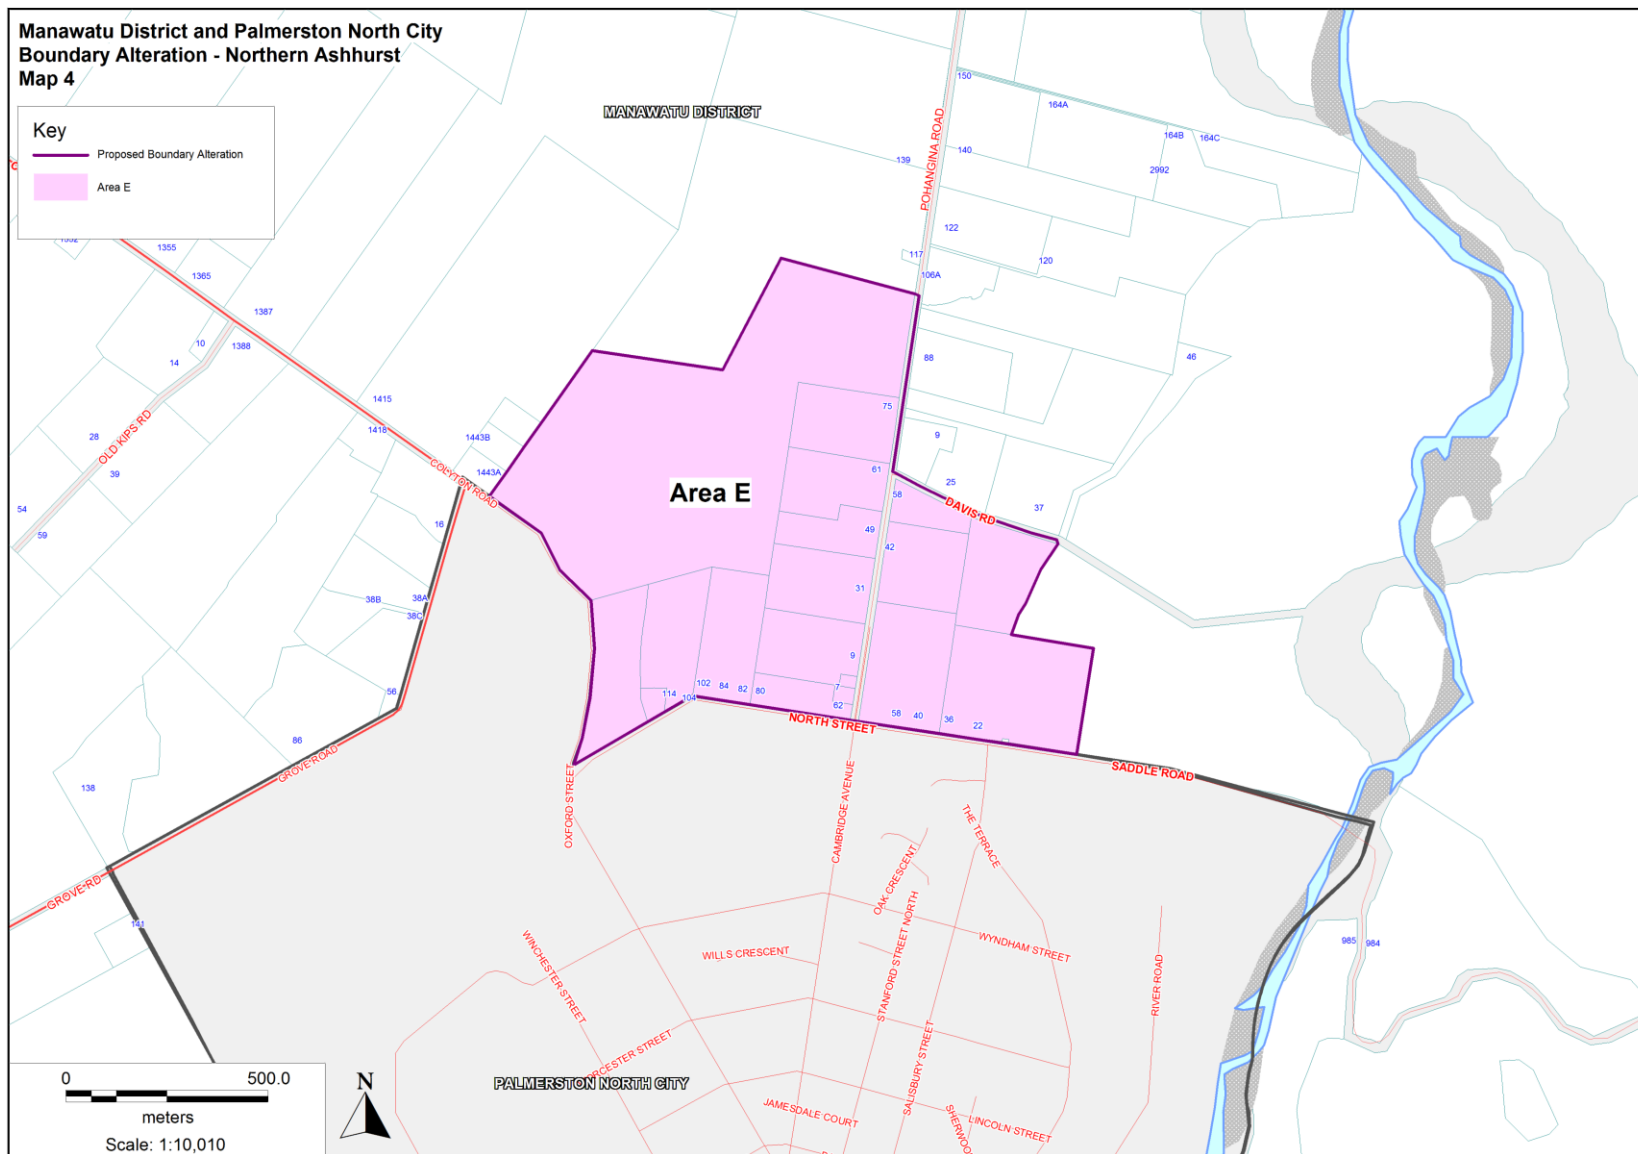 Manawatu District and Palmerston North City
Boundary Alteration - Northern Ashhurst
Map 4
Key
Proposed Boundary Alteration
Area E
MANAWATU DISTRICT
POHANGINA ROAD
150
164A
164B
164C
140
139
2992
122
120
117
106A
1355
1365
1387
1388
10
14
88
46
1415
1418
75
9
OLD KIPS RD
28
39
1443B
1443A
COLYTON ROAD
61
25
58
Area E
DAVIS RD
37
54
59
16
49
42
38B
38A
38C
31
9
56
114
104
102
84
82
80
7
62
58
40
36
22
NORTH STREET
86
GROVE ROAD
138
SADDLE ROAD
OXFORD STREET
CAMBRIDGE AVENUE
THE TERRACE
OAK CRESCENT
GROVE RD
141
WINCHESTER STREET
WILLS CRESCENT
STANFORD STREET NORTH
WYNDHAM STREET
RIVER ROAD
985
984
SALISBURY STREET
PALMERSTON NORTH CITY
JAMESDALE COURT
LINCOLN STREET
0
500.0
meters
Scale: 1:10,010
N